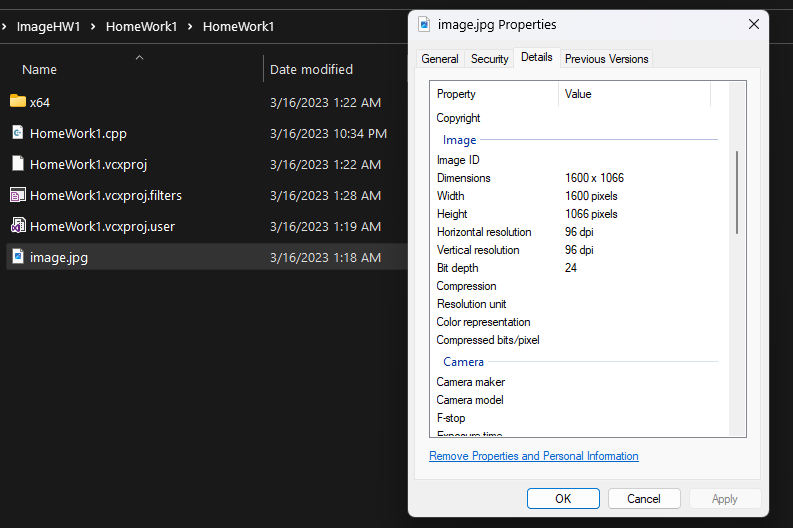 ImageHW1 > HomeWork1 > HomeWork1
Name Date modified
x64 3/16/2023 1:22 AM
HomeWork1.cpp 3/16/2023 10:34 PM
HomeWork1.vcxproj 3/16/2023 1:22 AM
HomeWork1.vcxproj.filters 3/16/2023 1:28 AM
HomeWork1.vcxproj.user 3/16/2023 1:19 AM
image.jpg 3/16/2023 1:18 AM
image.jpg Properties
General Security Details Previous Versions
Property Value
Copyright
Image
Image ID
Dimensions 1600 x 1066
Width 1600 pixels
Height 1066 pixels
Horizontal resolution 96 dpi
Vertical resolution 96 dpi
Bit depth 24
Compression
Resolution unit
Color representation
Compressed bits/pixel
Camera
Camera maker
Camera model
F-stop
Exposure time
Remove Properties and Personal Information
OK Cancel Apply